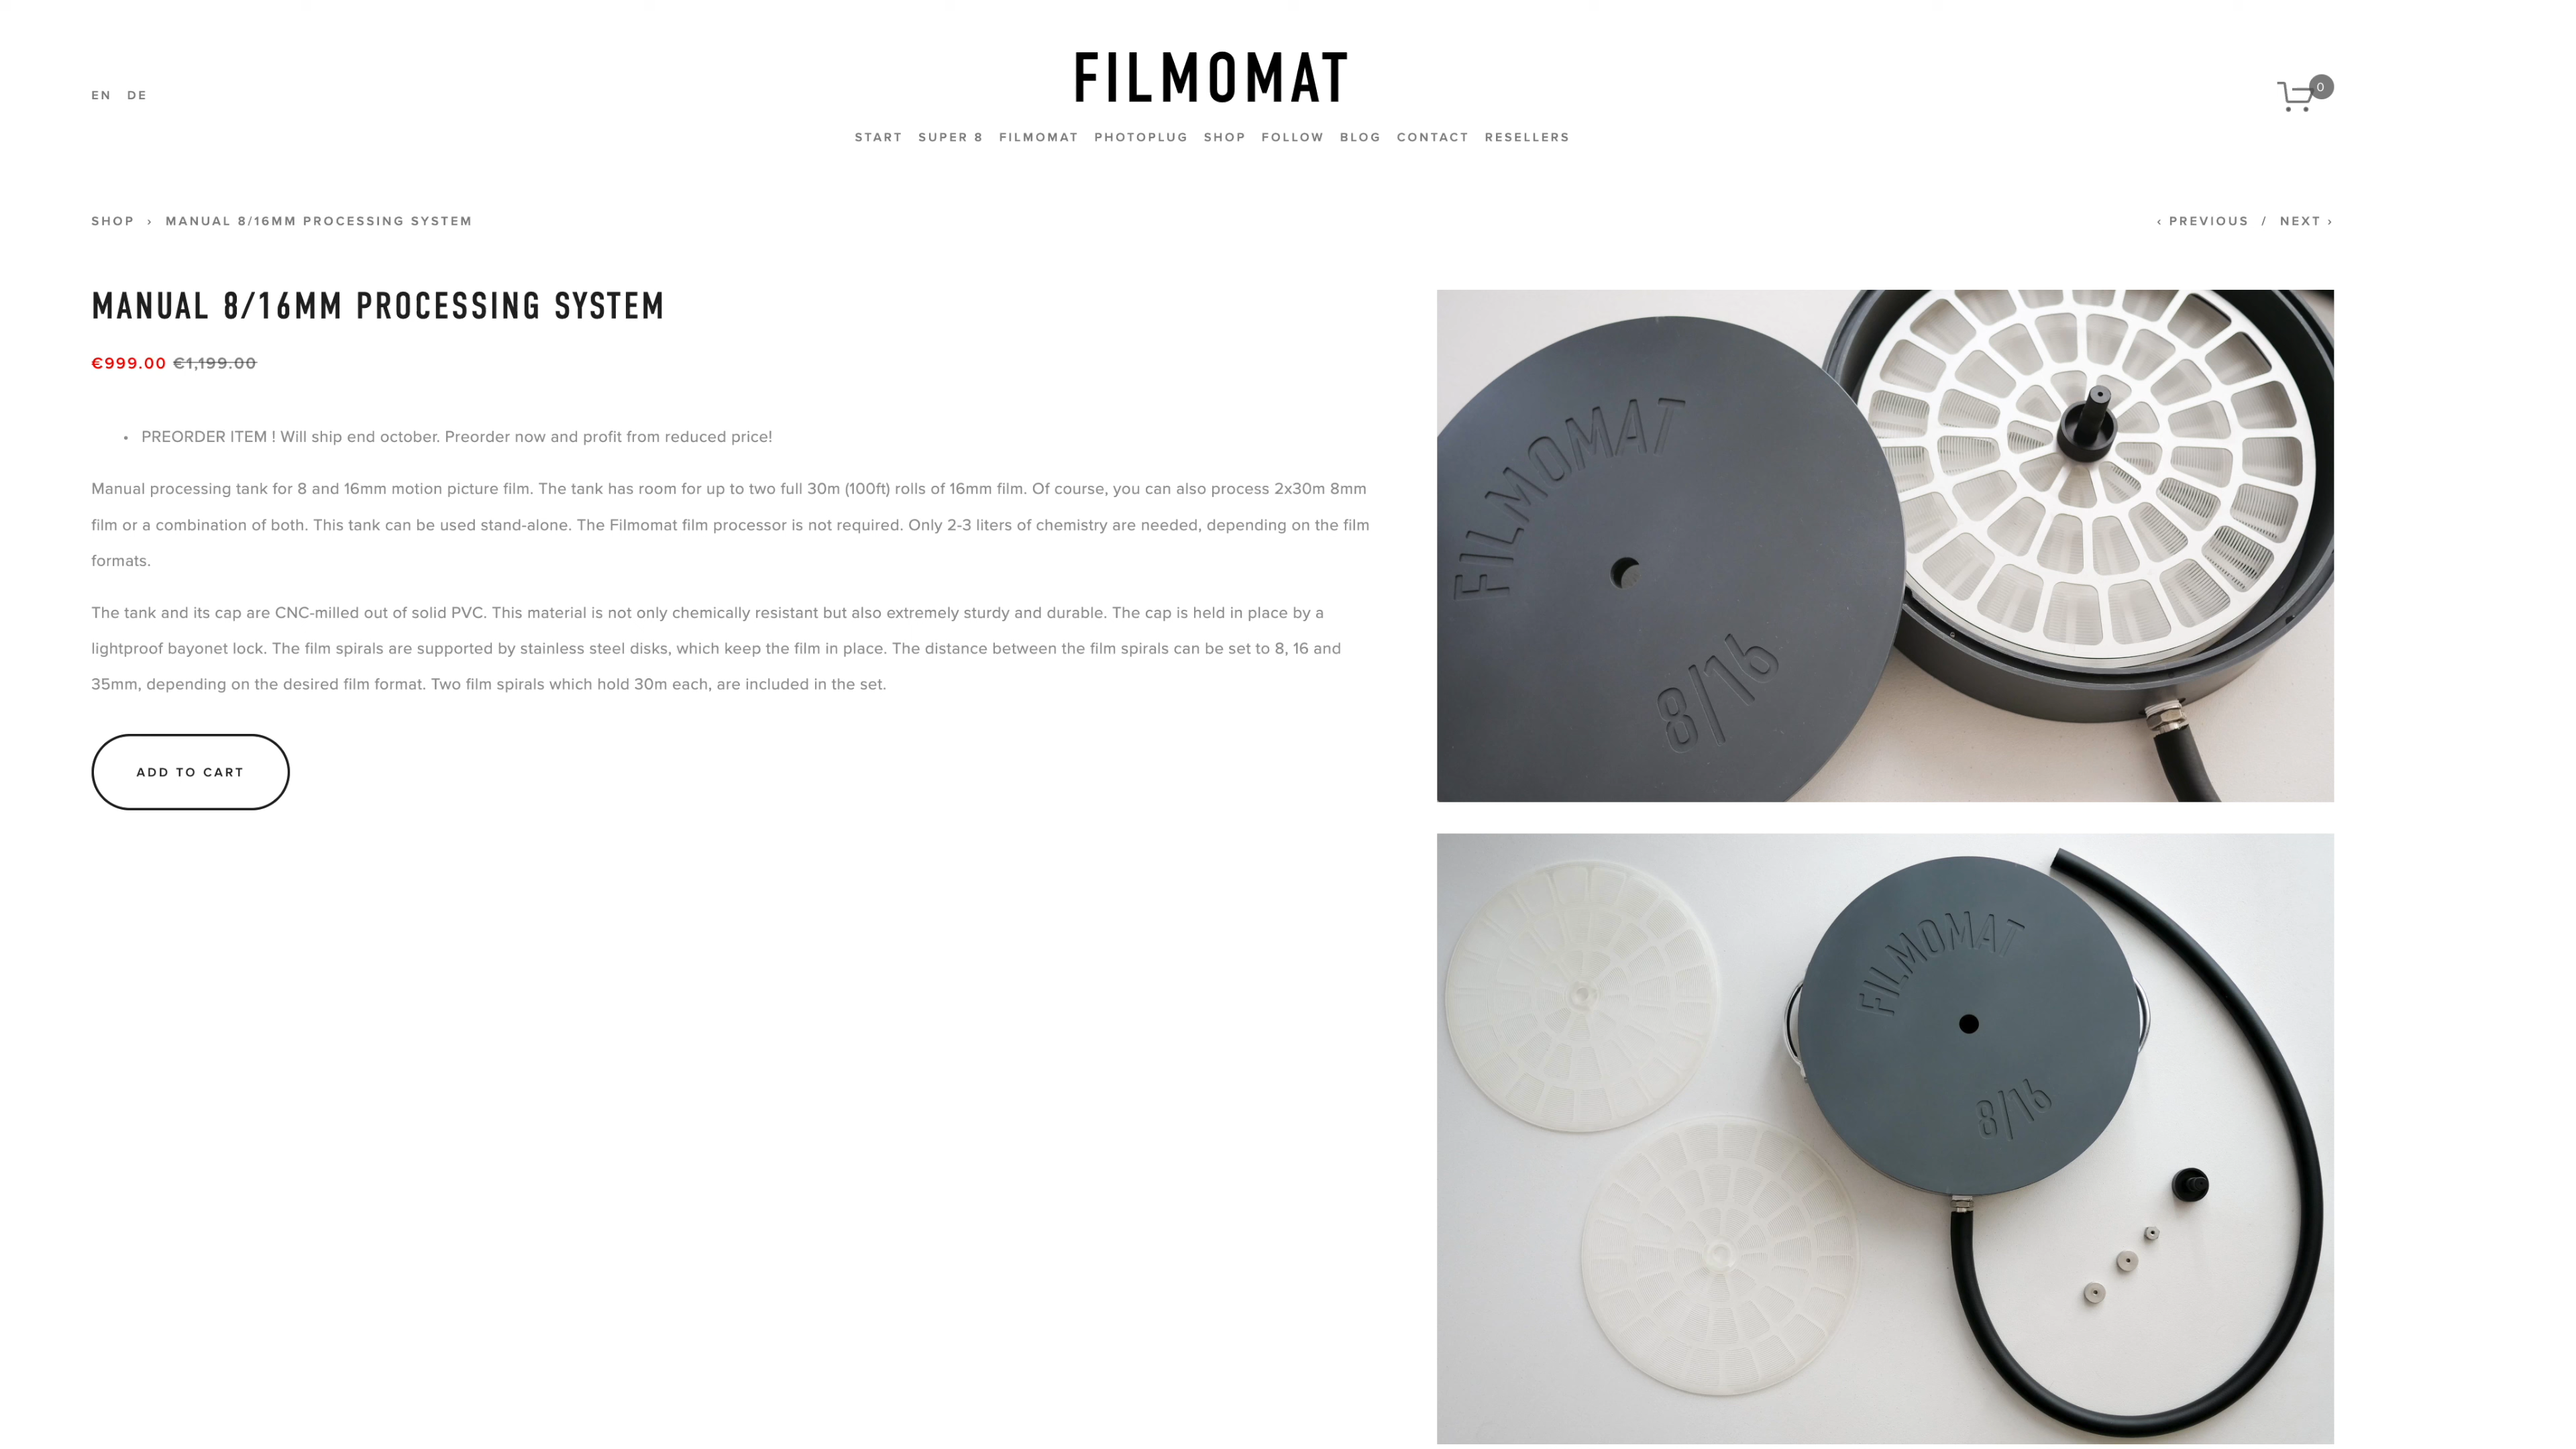 FILMOMAT
EN DE
0
START SUPER 8 FILMOMAT PHOTOPLUG SHOP FOLLOW BLOG CONTACT RESELLERS
SHOP › MANUAL 8/16MM PROCESSING SYSTEM
‹ PREVIOUS / NEXT ›
MANUAL 8/16MM PROCESSING SYSTEM
€999.00 €1,199.00
• PREORDER ITEM ! Will ship end october. Preorder now and profit from reduced price!
Manual processing tank for 8 and 16mm motion picture film. The tank has room for up to two full 30m (100ft) rolls of 16mm film. Of course, you can also process 2x30m 8mm
film or a combination of both. This tank can be used stand-alone. The Filmomat film processor is not required. Only 2-3 liters of chemistry are needed, depending on the film
formats.
The tank and its cap are CNC-milled out of solid PVC. This material is not only chemically resistant but also extremely sturdy and durable. The cap is held in place by a
lightproof bayonet lock. The film spirals are supported by stainless steel disks, which keep the film in place. The distance between the film spirals can be set to 8, 16 and
35mm, depending on the desired film format. Two film spirals which hold 30m each, are included in the set.
ADD TO CART
FILMOMAT
8/16
FILMOMAT
8/16